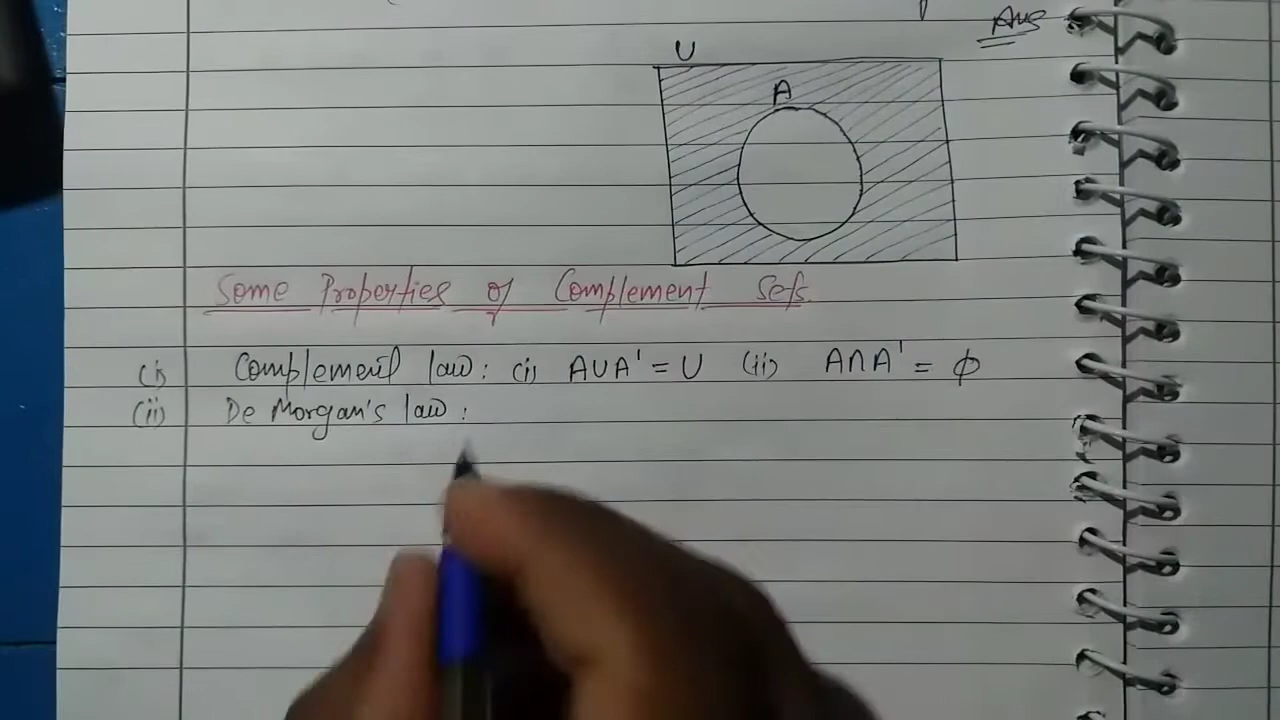 Ans
U
A
Some Properties of Complement Sets.
(i) Complement law: (i) A∪A' = U (ii) A∩A' = ϕ
(ii) De Morgan's law: